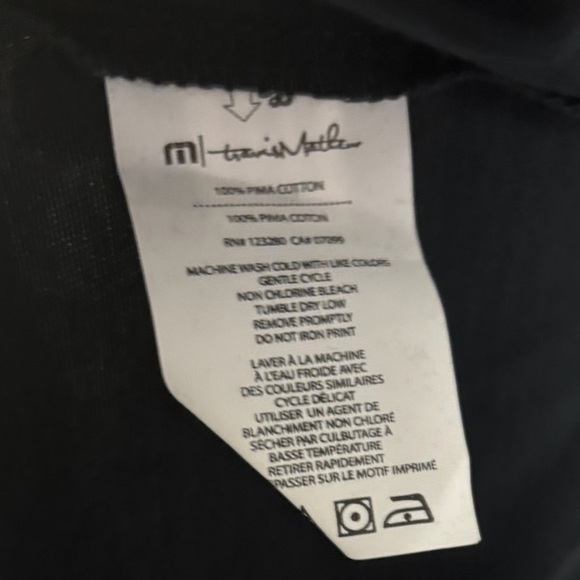 m | travisMathew
100% PIMA COTTON
100% PIMA COTON
RN# 123280 CA# 07095
MACHINE WASH COLD WITH LIKE COLORS
GENTLE CYCLE
NON CHLORINE BLEACH
TUMBLE DRY LOW
REMOVE PROMPTLY
DO NOT IRON PRINT
LAVER À LA MACHINE
À L'EAU FROIDE AVEC
DES COULEURS SIMILAIRES
CYCLE DÉLICAT
UTILISER UN AGENT DE
BLANCHIMENT NON CHLORÉ
SÉCHER PAR CULBUTAGE À
BASSE TEMPÉRATURE
RETIRER RAPIDEMENT
PASSER SUR LE MOTIF IMPRIMÉ